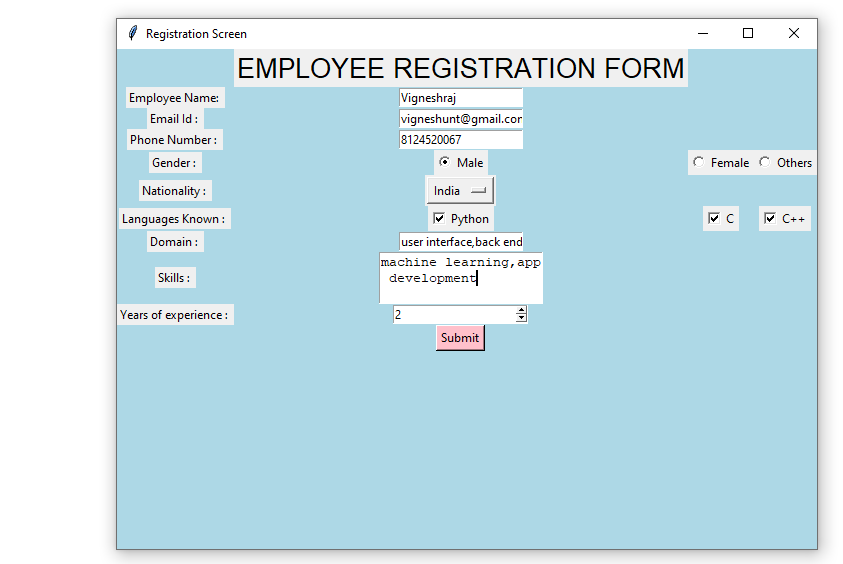 Registration Screen
EMPLOYEE REGISTRATION FORM
Employee Name: Vigneshraj
Email Id : vigneshunt@gmail.com
Phone Number : 8124520067
Gender : Male Female Others
Nationality : India
Languages Known : Python C C++
Domain : user interface,back end
Skills : machine learning,app
development
Years of experience : 2
Submit